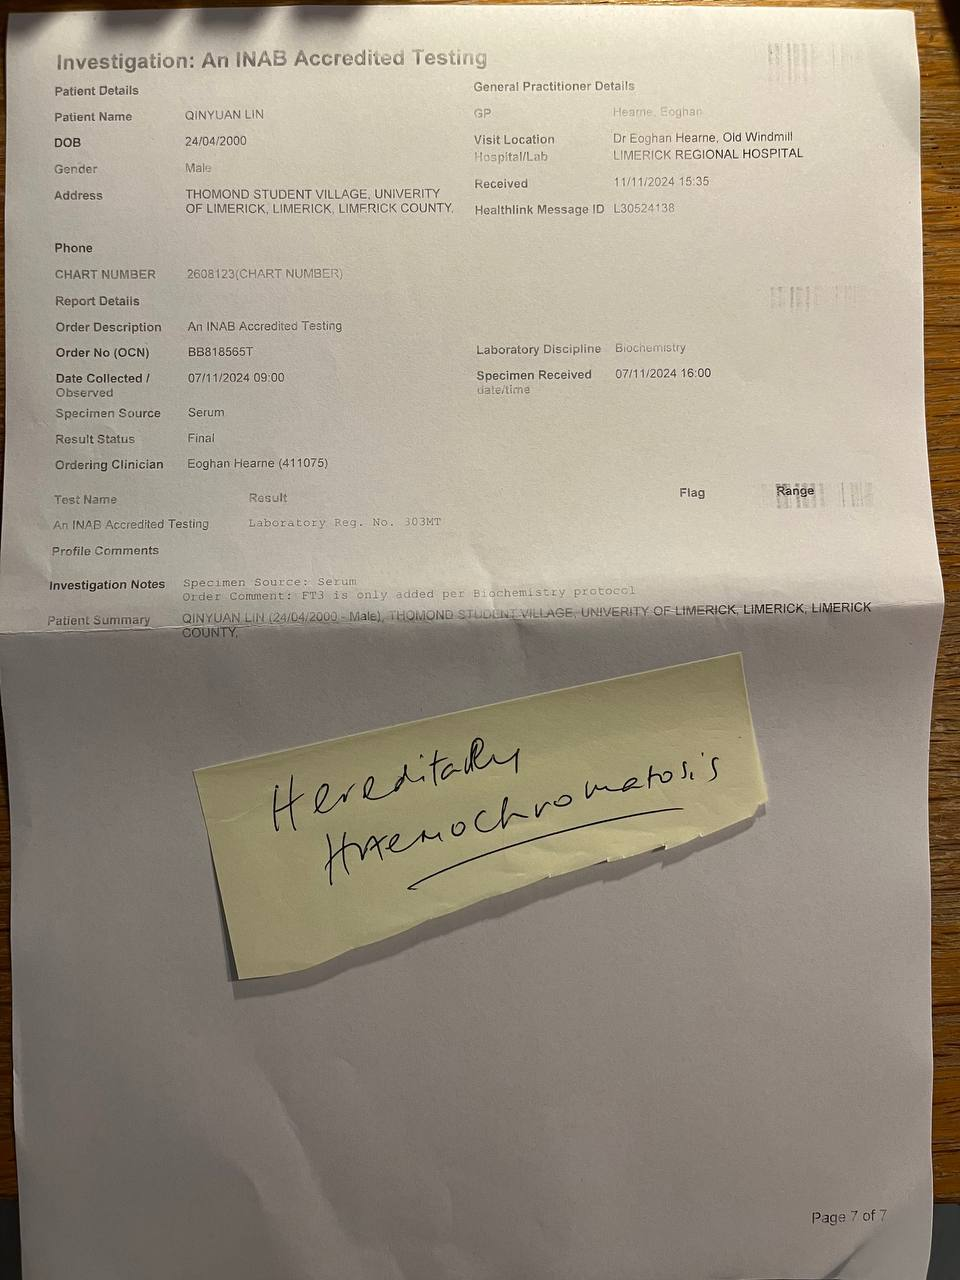 Investigation: An INAB Accredited Testing
Patient Details
General Practitioner Details
Patient Name QINYUAN LIN
GP Hearne, Eoghan
DOB 24/04/2000
Visit Location Dr Eoghan Hearne, Old Windmill
Gender Male
Hospital/Lab LIMERICK REGIONAL HOSPITAL
Address THOMOND STUDENT VILLAGE, UNIVERITY
OF LIMERICK, LIMERICK, LIMERICK COUNTY,
Received 11/11/2024 15:35
Healthlink Message ID L30524138
Phone
CHART NUMBER 2608123(CHART NUMBER)
Report Details
Order Description An INAB Accredited Testing
Order No (OCN) BB818565T
Laboratory Discipline Biochemistry
Date Collected / 07/11/2024 09:00
Observed
Specimen Received 07/11/2024 16:00
date/time
Specimen Source Serum
Result Status Final
Ordering Clinician Eoghan Hearne (411075)
Test Name Result Flag Range
An INAB Accredited Testing Laboratory Reg. No. 303MT
Profile Comments
Investigation Notes Specimen Source: Serum
Order Comment: FT3 is only added per Biochemistry protocol
Patient Summary QINYUAN LIN (24/04/2000 - Male), THOMOND STUDENT VILLAGE, UNIVERITY OF LIMERICK, LIMERICK, LIMERICK
COUNTY,
Hereditary
Haemochromatosis
Page 7 of 7